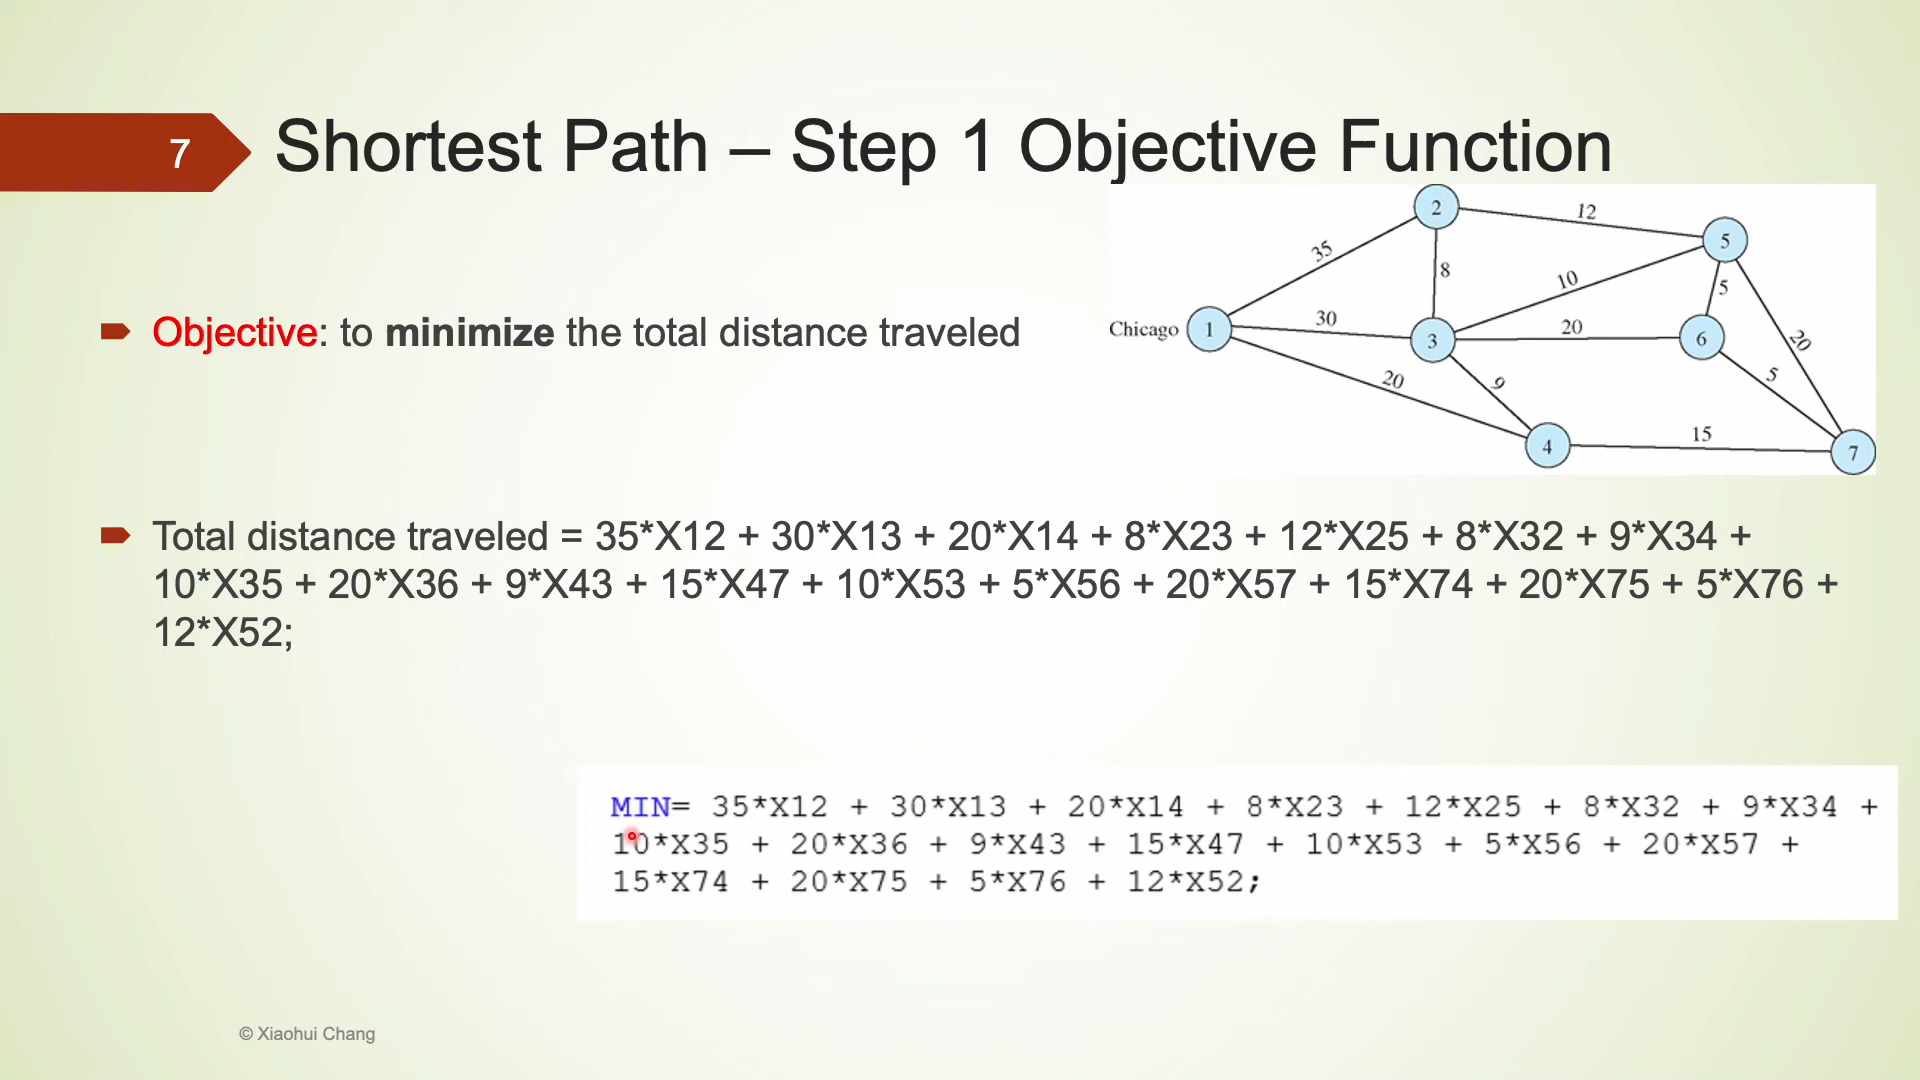 7
Shortest Path – Step 1 Objective Function
Objective: to minimize the total distance traveled
Chicago
1
2
3
4
5
6
7
35
30
20
8
12
10
20
9
5
20
5
15
Total distance traveled = 35*X12 + 30*X13 + 20*X14 + 8*X23 + 12*X25 + 8*X32 + 9*X34 +
10*X35 + 20*X36 + 9*X43 + 15*X47 + 10*X53 + 5*X56 + 20*X57 + 15*X74 + 20*X75 + 5*X76 +
12*X52;
MIN= 35*X12 + 30*X13 + 20*X14 + 8*X23 + 12*X25 + 8*X32 + 9*X34 +
10*X35 + 20*X36 + 9*X43 + 15*X47 + 10*X53 + 5*X56 + 20*X57 +
15*X74 + 20*X75 + 5*X76 + 12*X52;
© Xiaohui Chang